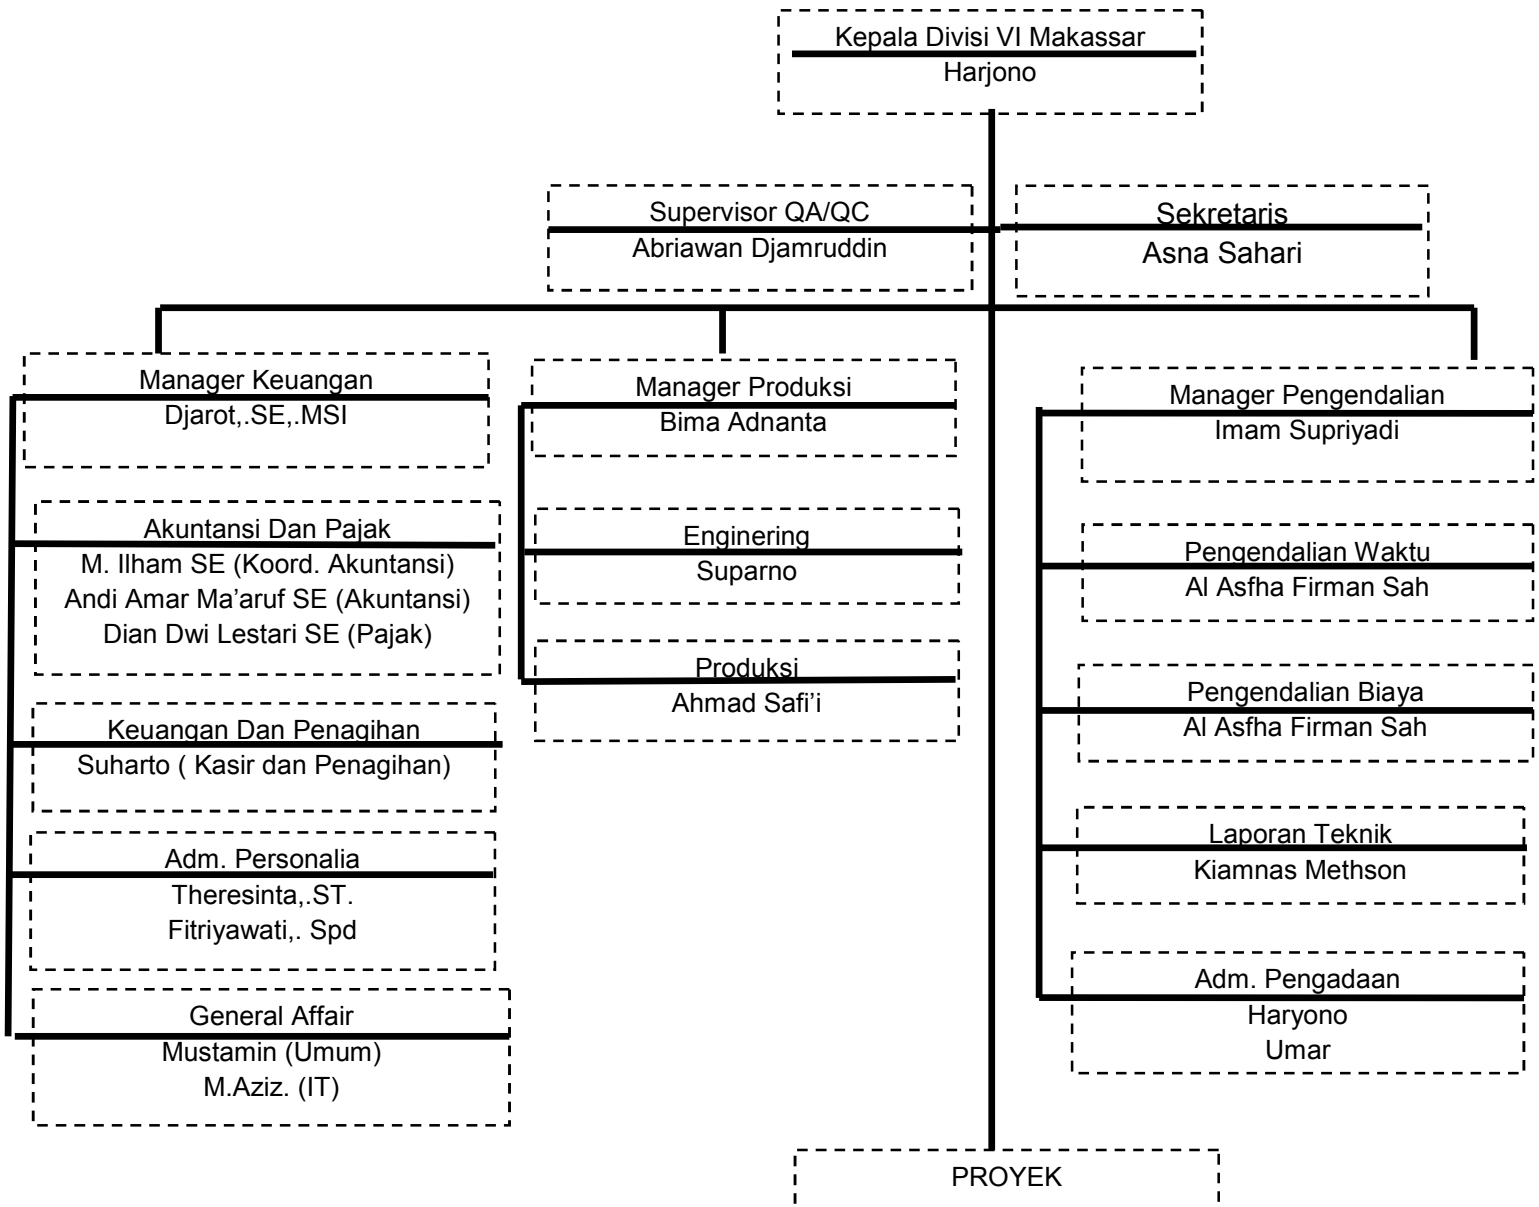 Kepala Divisi VI Makassar
Harjono
Supervisor QA/QC
Abriawan Djamruddin
Sekretaris
Asna Sahari
Manager Keuangan
Djarot,.SE,.MSI
Akuntansi Dan Pajak
M. Ilham SE (Koord. Akuntansi)
Andi Amar Ma’aruf SE (Akuntansi)
Dian Dwi Lestari SE (Pajak)
Keuangan Dan Penagihan
Suharto ( Kasir dan Penagihan)
Adm. Personalia
Theresinta,.ST.
Fitriyawati,. Spd
General Affair
Mustamin (Umum)
M.Aziz. (IT)
Manager Produksi
Bima Adnanta
Enginering
Suparno
Produksi
Ahmad Safi’i
Manager Pengendalian
Imam Supriyadi
Pengendalian Waktu
Al Asfha Firman Sah
Pengendalian Biaya
Al Asfha Firman Sah
Laporan Teknik
Kiamnas Methson
Adm. Pengadaan
Haryono
Umar
PROYEK